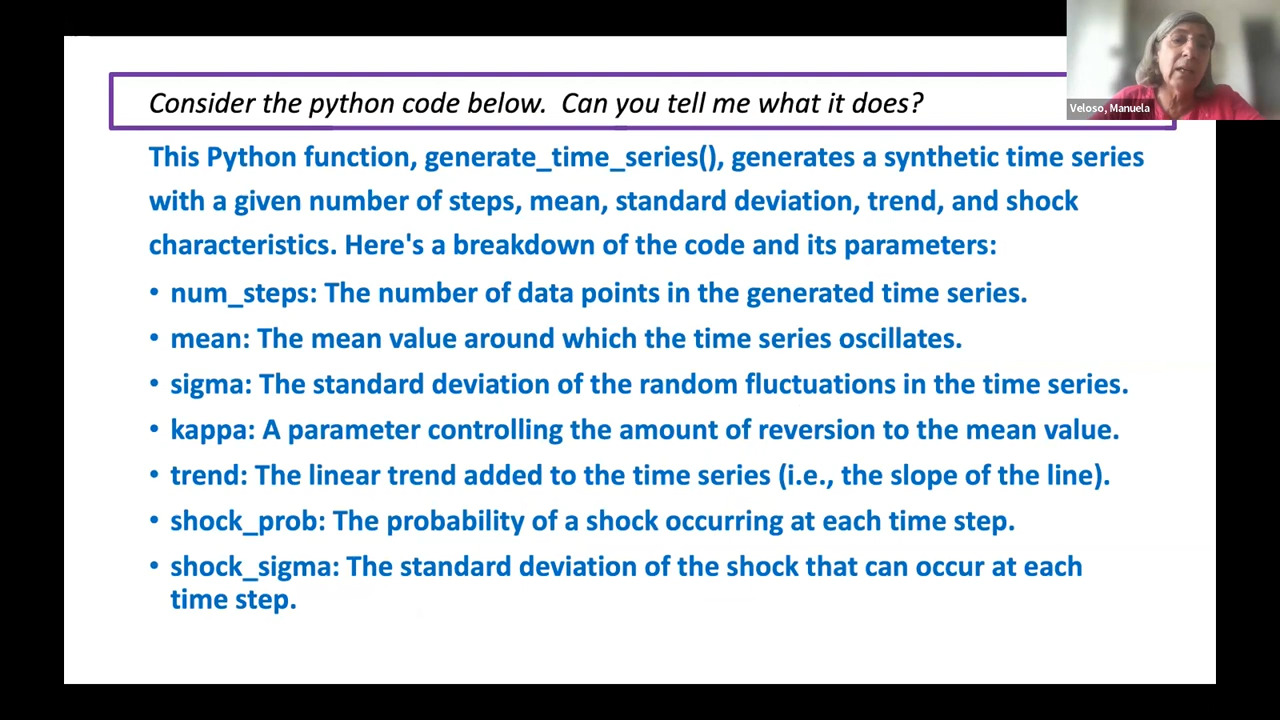 Consider the python code below.  Can you tell me what it does?
Veloso, Manuela
This Python function, generate_time_series(), generates a synthetic time series
with a given number of steps, mean, standard deviation, trend, and shock
characteristics. Here's a breakdown of the code and its parameters:
• num_steps: The number of data points in the generated time series.
• mean: The mean value around which the time series oscillates.
• sigma: The standard deviation of the random fluctuations in the time series.
• kappa: A parameter controlling the amount of reversion to the mean value.
• trend: The linear trend added to the time series (i.e., the slope of the line).
• shock_prob: The probability of a shock occurring at each time step.
• shock_sigma: The standard deviation of the shock that can occur at each
time step.